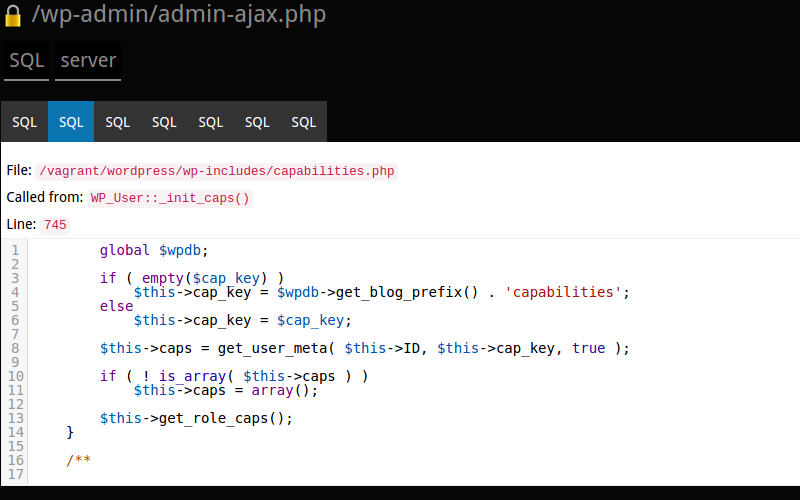 /wp-admin/admin-ajax.php
SQL server
SQL SQL SQL SQL SQL SQL SQL
File: /vagrant/wordpress/wp-includes/capabilities.php
Called from: WP_User::_init_caps()
Line: 745
1 global $wpdb;
2
3 if ( empty($cap_key) )
4 $this->cap_key = $wpdb->get_blog_prefix() . 'capabilities';
5 else
6 $this->cap_key = $cap_key;
7
8 $this->caps = get_user_meta( $this->ID, $this->cap_key, true );
9
10 if ( ! is_array( $this->caps ) )
11 $this->caps = array();
12
13 $this->get_role_caps();
14 }
15
16 /**
17